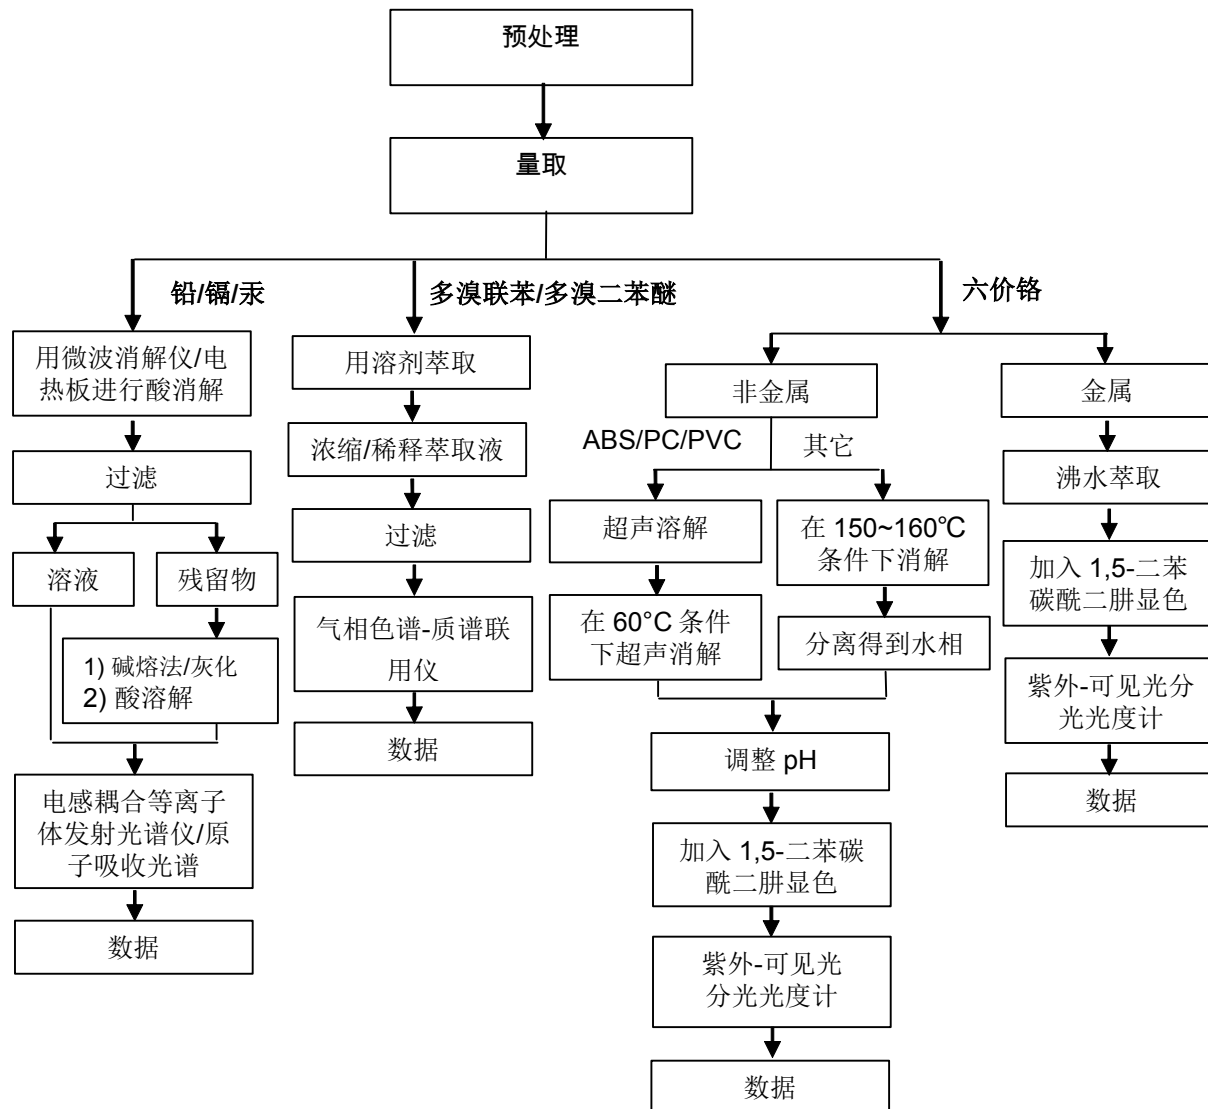 预处理
量取
铅/镉/汞
用微波消解仪/电
热板进行酸消解
过滤
溶液
残留物
1) 碱熔法/灰化
2) 酸溶解
电感耦合等离子
体发射光谱仪/原
子吸收光谱
数据
多溴联苯/多溴二苯醚
用溶剂萃取
浓缩/稀释萃取液
过滤
气相色谱-质谱联
用仪
数据
六价铬
非金属
ABS/PC/PVC
其它
超声溶解
在 60°C 条件
下超声消解
在 150~160℃
条件下消解
分离得到水相
调整 pH
加入 1,5-二苯碳
酰二肼显色
紫外-可见光
分光光度计
数据
金属
沸水萃取
加入 1,5-二苯
碳酰二肼显色
紫外-可见光分
光光度计
数据